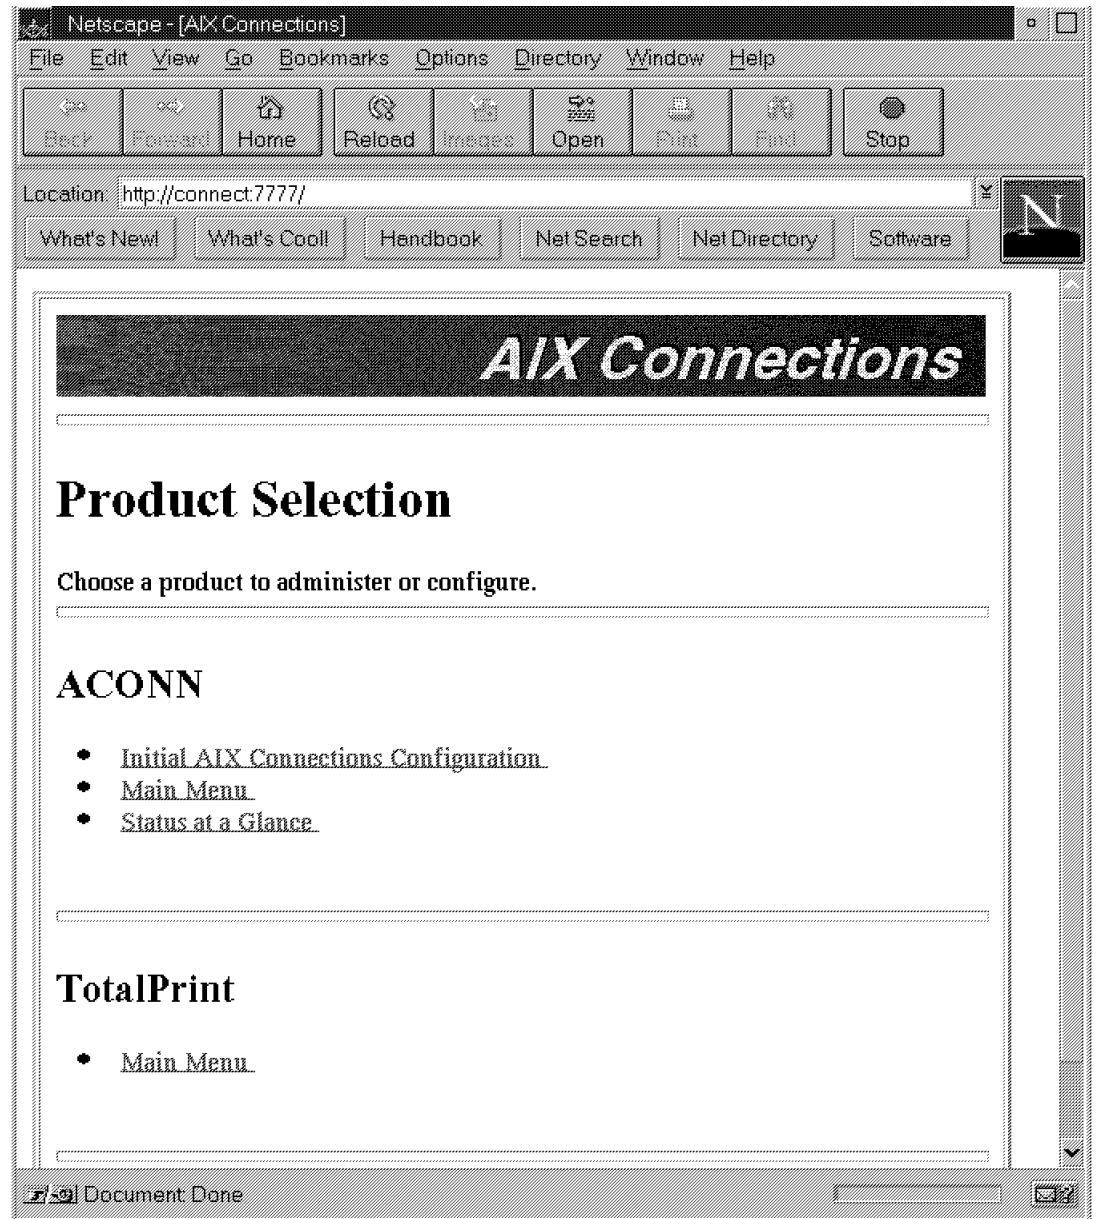 Netscape - [AIX Connections]
File Edit View Go Bookmarks Options Directory Window Help
Back Forward Home Reload Images Open Print Find Stop
Location: http://connect:7777/
N
What's New! What's Cool! Handbook Net Search Net Directory Software
AIX Connections
Product Selection
Choose a product to administer or configure.
ACONN
Initial AIX Connections Configuration
Main Menu
Status at a Glance
TotalPrint
Main Menu
Document: Done
?